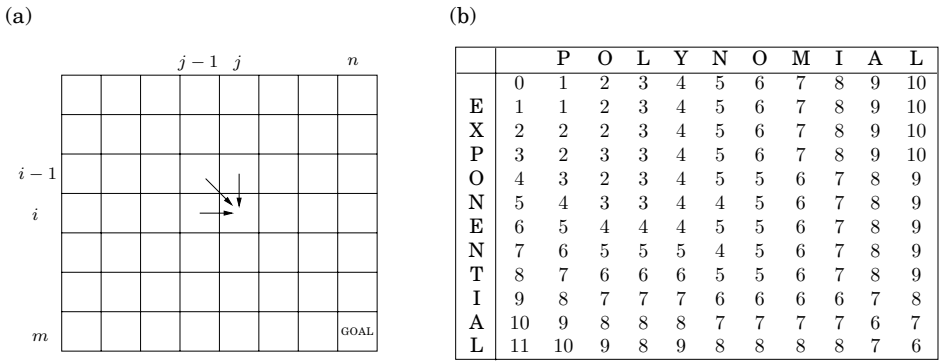 (a)
j − 1 j n
i − 1
i
m
GOAL
(b)
P O L Y N O M I A L
0 1 2 3 4 5 6 7 8 9 10
E 1 1 2 3 4 5 6 7 8 9 10
X 2 2 2 3 4 5 6 7 8 9 10
P 3 2 3 3 4 5 6 7 8 9 10
O 4 3 2 3 4 5 5 6 7 8 9
N 5 4 3 3 4 4 5 6 7 8 9
E 6 5 4 4 4 5 5 6 7 8 9
N 7 6 5 5 5 4 5 6 7 8 9
T 8 7 6 6 6 5 5 6 7 8 9
I 9 8 7 7 7 6 6 6 6 7 8
A 10 9 8 8 8 7 7 7 7 6 7
L 11 10 9 8 9 8 8 8 8 7 6